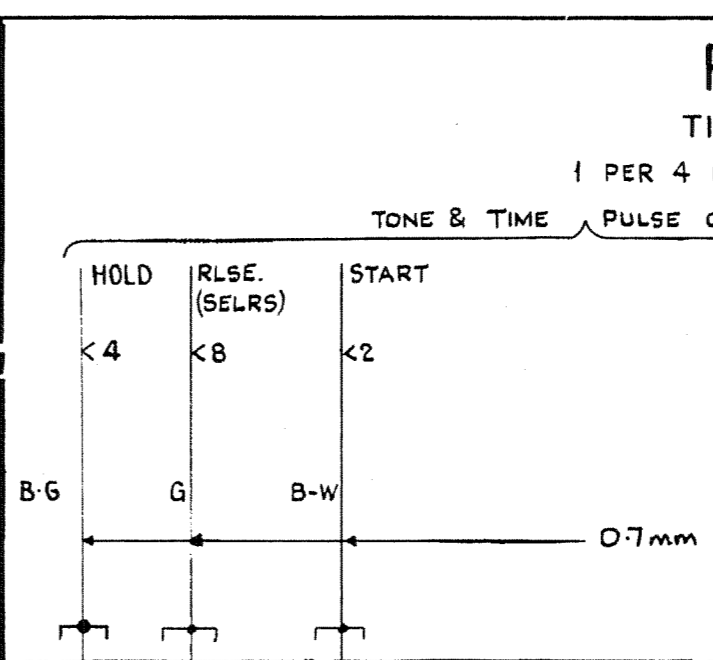 TI
1 PER 4
TONE & TIME PULSE
HOLD RLSE. START
(SELRS)
<4 <8 <2
B·G G B-W
0·7mm